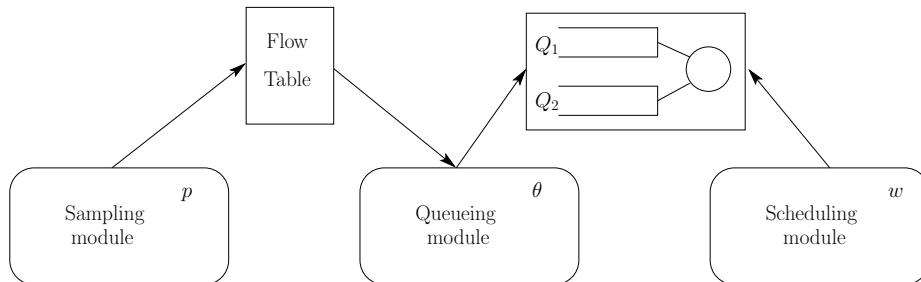 Flow
Table
Q₁
Q₂
p
Sampling
module
θ
Queueing
module
w
Scheduling
module